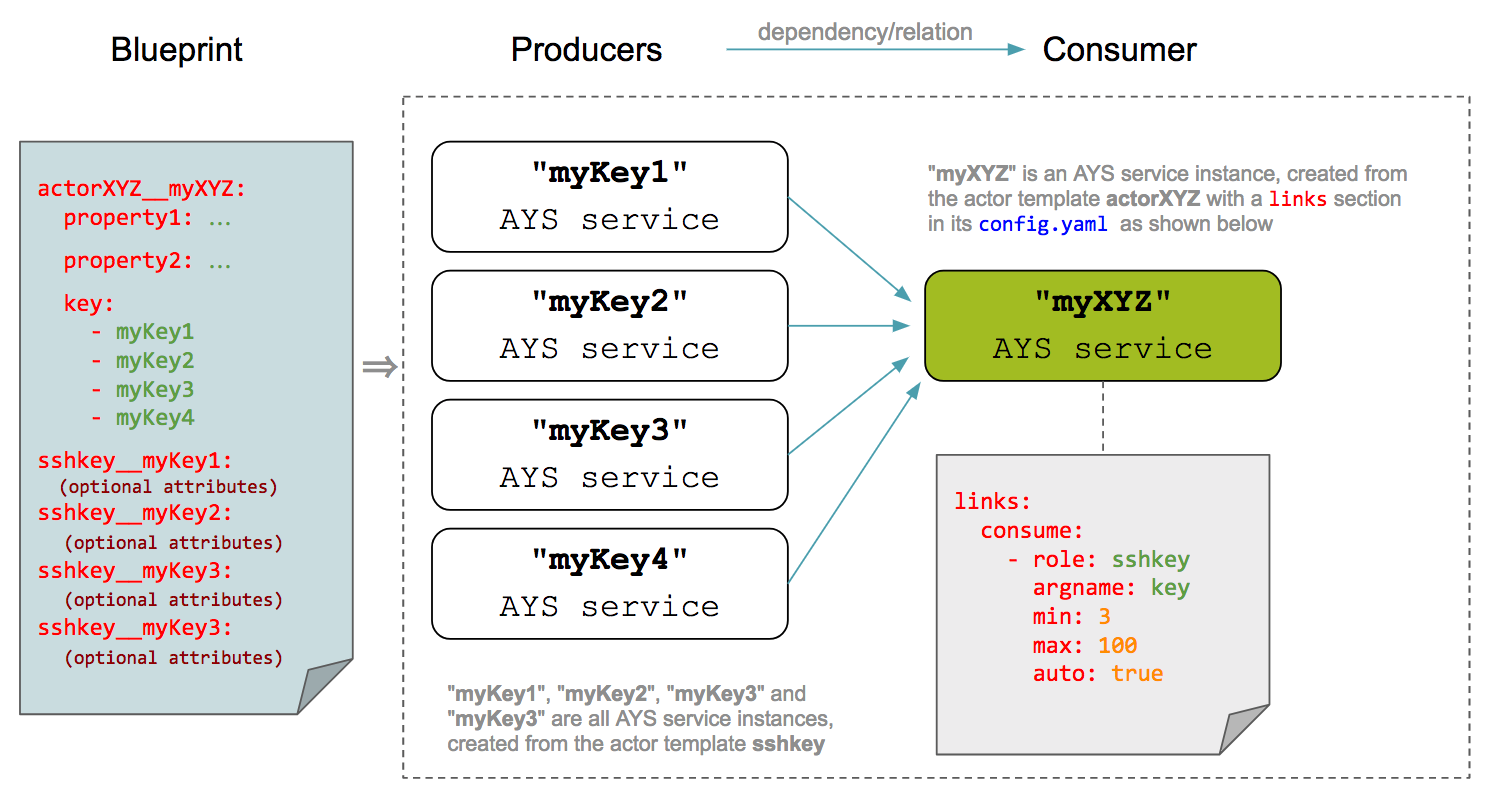 Blueprint
Producers
dependency/relation
Consumer
actorXYZ__myXYZ:
property1: ...
property2: ...
key:
- myKey1
- myKey2
- myKey3
- myKey4
sshkey__myKey1:
(optional attributes)
sshkey__myKey2:
(optional attributes)
sshkey__myKey3:
(optional attributes)
sshkey__myKey3:
(optional attributes)
⇒
"myKey1"
AYS service
"myKey2"
AYS service
"myKey3"
AYS service
"myKey4"
AYS service
"myKey1", "myKey2", "myKey3" and
"myKey3" are all AYS service instances,
created from the actor template sshkey
"myXYZ" is an AYS service instance, created from
the actor template actorXYZ with a links section
in its config.yaml as shown below
"myXYZ"
AYS service
links:
consume:
- role: sshkey
argname: key
min: 3
max: 100
auto: true